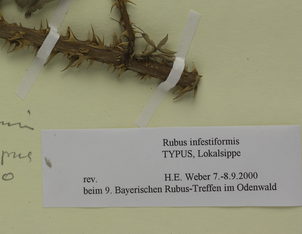 Rubus infestiformis
TYPUS, Lokalsippe
rev. H.E. Weber 7.-8.9.2000
beim 9. Bayerischen Rubus-Treffen im Odenwald